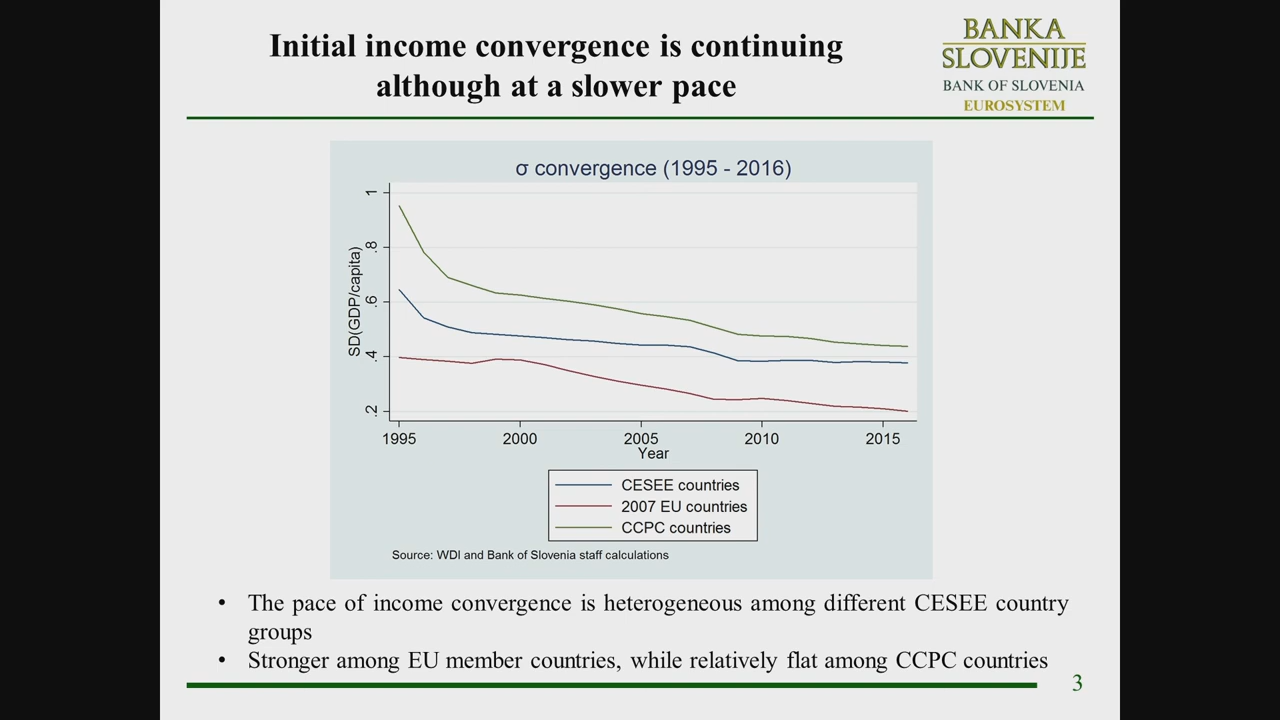 Initial income convergence is continuing
although at a slower pace
BANKA
SLOVENIJE
BANK OF SLOVENIA
EUROSYSTEM
σ convergence (1995 - 2016)
SD(GDP/capita)
1
.8
.6
.4
.2
1995 2000 2005 2010 2015
Year
CESEE countries
2007 EU countries
CCPC countries
Source: WDI and Bank of Slovenia staff calculations
• The pace of income convergence is heterogeneous among different CESEE country
groups
• Stronger among EU member countries, while relatively flat among CCPC countries
3